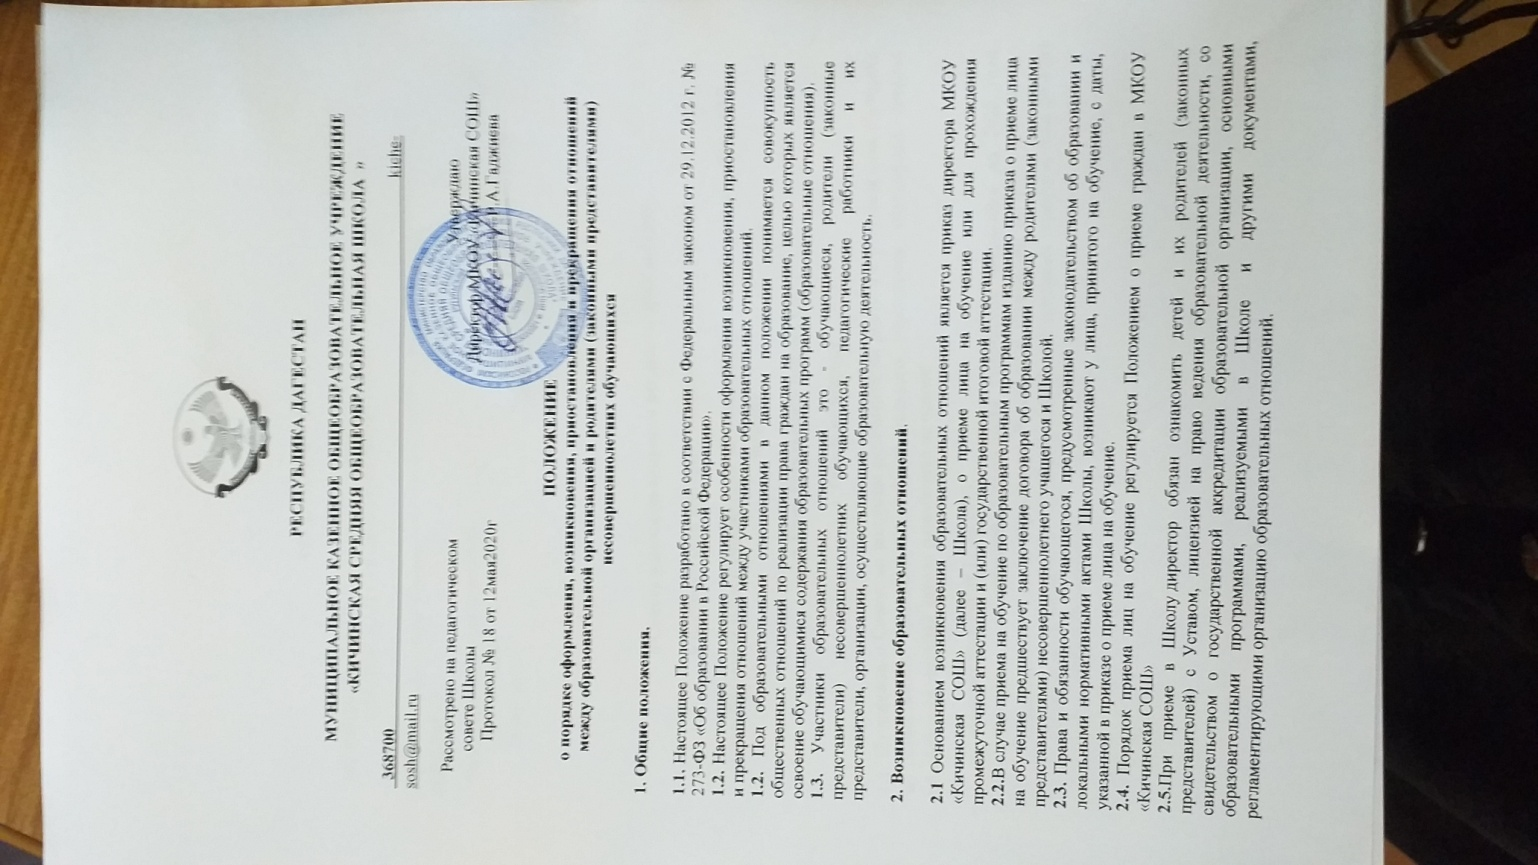 РЕСПУБЛИКА ДАГЕСТАН
МУНИЦИПАЛЬНОЕ КАЗЕННОЕ ОБЩЕОБРАЗОВАТЕЛЬНОЕ УЧРЕЖДЕНИЕ
«КИЧИНСКАЯ СРЕДНЯЯ ОБЩЕОБРАЗОВАТЕЛЬНАЯ ШКОЛА »
368700 kiche-
sosh@mail.ru
Рассмотрено на педагогическом Утверждаю
совете Школы Директор МКОУ «Кичинская СОШ»
Протокол № 18 от 12мая2020г А.Гаджиева
ПОЛОЖЕНИЕ
о порядке оформления, возникновения, приостановления и прекращения отношений
между образовательной организацией и родителями (законными представителями)
несовершеннолетних обучающихся
1. Общие положения.
1.1. Настоящее Положение разработано в соответствии с Федеральным законом от 29.12.2012 г. №
273-ФЗ «Об образовании в Российской Федерации».
1.2. Настоящее Положение регулирует особенности оформления возникновения, приостановления
и прекращения отношений между участниками образовательных отношений.
1.2. Под образовательными отношениями в данном положении понимается совокупность
общественных отношений по реализации права граждан на образование, целью которых является
освоение обучающимися содержания образовательных программ (образовательные отношения).
1.3. Участники образовательных отношений это - обучающиеся, родители (законные
представители) несовершеннолетних обучающихся, педагогические работники и их
представители, организации, осуществляющие образовательную деятельность.
2. Возникновение образовательных отношений.
2.1 Основанием возникновения образовательных отношений является приказ директора МКОУ
«Кичинская СОШ» (далее – Школа), о приеме лица на обучение или для прохождения
промежуточной аттестации и (или) государственной итоговой аттестации.
2.2.В случае приема на обучение по образовательным программам изданию приказа о приеме лица
на обучение предшествует заключение договора об образовании между родителями (законными
представителями) несовершеннолетнего учащегося и Школой.
2.3. Права и обязанности обучающегося, предусмотренные законодательством об образовании и
локальными нормативными актами Школы, возникают у лица, принятого на обучение, с даты,
указанной в приказе о приеме лица на обучение.
2.4. Порядок приема лиц на обучение регулируется Положением о приеме граждан в МКОУ
«Кичинская СОШ»
2.5.При приеме в Школу директор обязан ознакомить детей и их родителей (законных
представителей) с Уставом, лицензией на право ведения образовательной деятельности, со
свидетельством о государственной аккредитации образовательной организации, основными
образовательными программами, реализуемыми в Школе и другими документами,
регламентирующими организацию образовательных отношений.